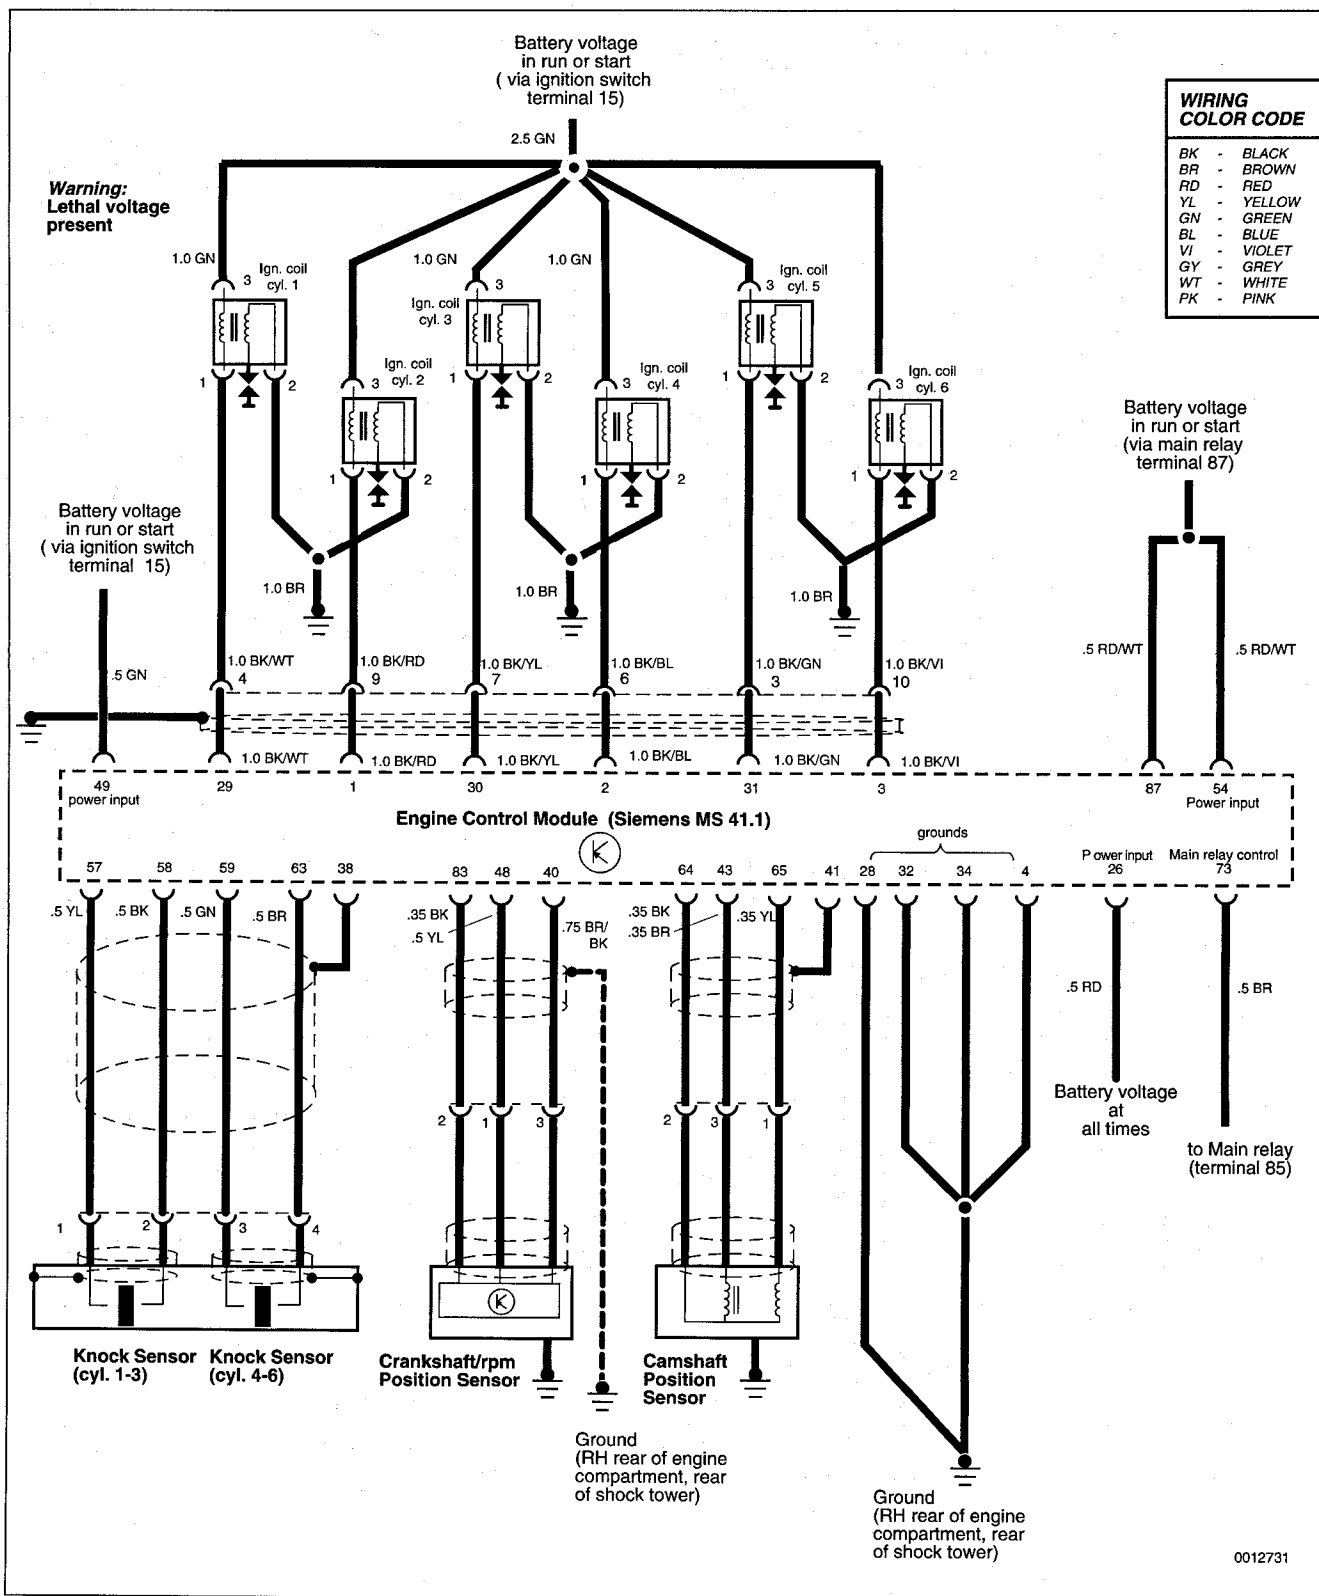 Battery voltage
in run or start
( via ignition switch
terminal 15)
2.5 GN
WIRING
COLOR CODE
BK - BLACK
BR - BROWN
RD - RED
YL - YELLOW
GN - GREEN
BL - BLUE
VI - VIOLET
GY - GREY
WT - WHITE
PK - PINK
Warning:
Lethal voltage
present
1.0 GN
1.0 GN
1.0 GN
3
Ign. coil
cyl. 1
1
2
3
Ign. coil
cyl. 2
1
2
3
Ign. coil
cyl. 3
1
2
3
Ign. coil
cyl. 4
1
2
3
Ign. coil
cyl. 5
1
2
3
Ign. coil
cyl. 6
1
2
Battery voltage
in run or start
(via main relay
terminal 87)
Battery voltage
in run or start
( via ignition switch
terminal 15)
1.0 BR
1.0 BR
1.0 BR
.5 GN
1.0 BK/WT
1.0 BK/RD
1.0 BK/YL
1.0 BK/BL
1.0 BK/GN
1.0 BK/VI
.5 RD/WT
.5 RD/WT
4
9
7
6
3
10
1.0 BK/WT
1.0 BK/RD
1.0 BK/YL
1.0 BK/BL
1.0 BK/GN
1.0 BK/VI
49
29
1
30
2
31
3
87
54
power input
Power input
Engine Control Module (Siemens MS 41.1)
grounds
Power input
Main relay control
57
58
59
63
38
83
48
40
64
43
65
41
28
32
34
4
26
73
.5 YL
.5 BK
.5 GN
.5 BR
.35 BK
.5 YL
.75 BR/
BK
.35 BK
.35 BR
.35 YL
.5 RD
.5 BR
Battery voltage
at
all times
to Main relay
(terminal 85)
2
1
3
2
3
1
1
2
3
4
Knock Sensor
(cyl. 1-3)
Knock Sensor
(cyl. 4-6)
Crankshaft/rpm
Position Sensor
Camshaft
Position
Sensor
Ground
(RH rear of engine
compartment, rear
of shock tower)
Ground
(RH rear of engine
compartment, rear
of shock tower)
0012731